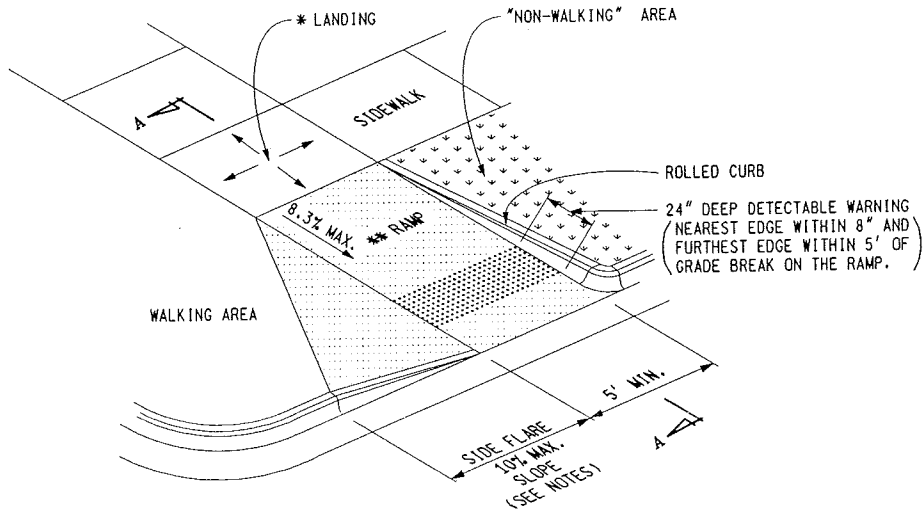 * LANDING
"NON-WALKING" AREA
A
SIDEWALK
ROLLED CURB
24" DEEP DETECTABLE WARNING
(NEAREST EDGE WITHIN 8" AND
FURTHEST EDGE WITHIN 5' OF
GRADE BREAK ON THE RAMP.)
8.3% MAX.
** RAMP
WALKING AREA
5' MIN.
A
SIDE FLARE
10% MAX.
SLOPE
(SEE NOTES)